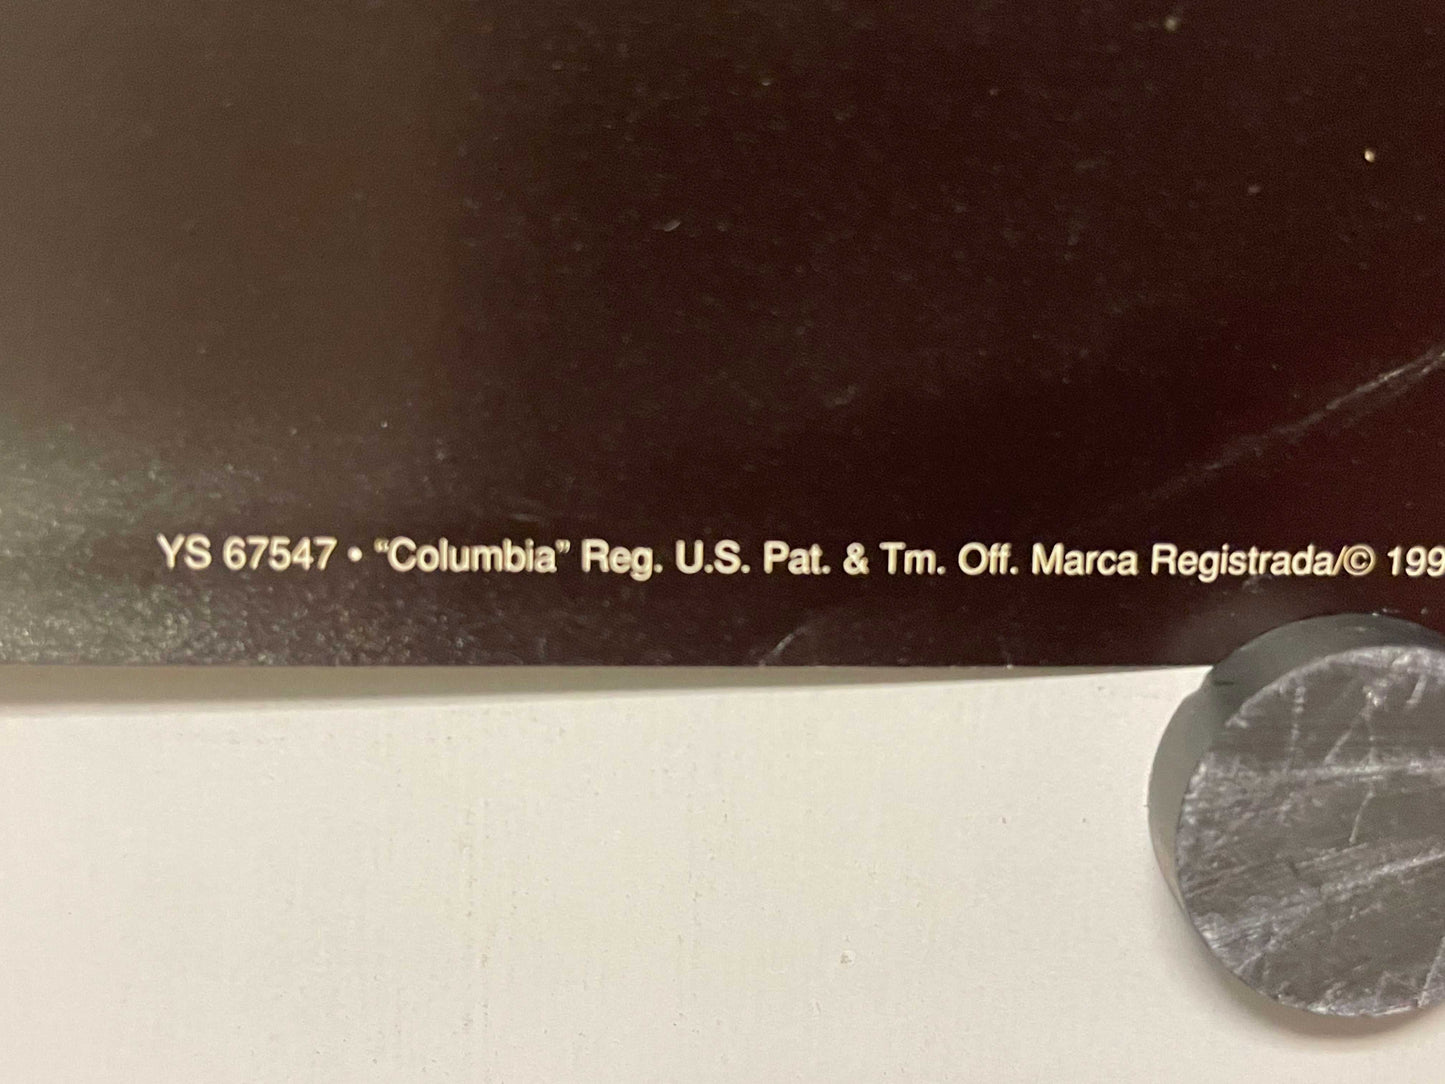 YS 67547 • “Columbia” Reg. U.S. Pat. & Tm. Off. Marca Registrada/© 199